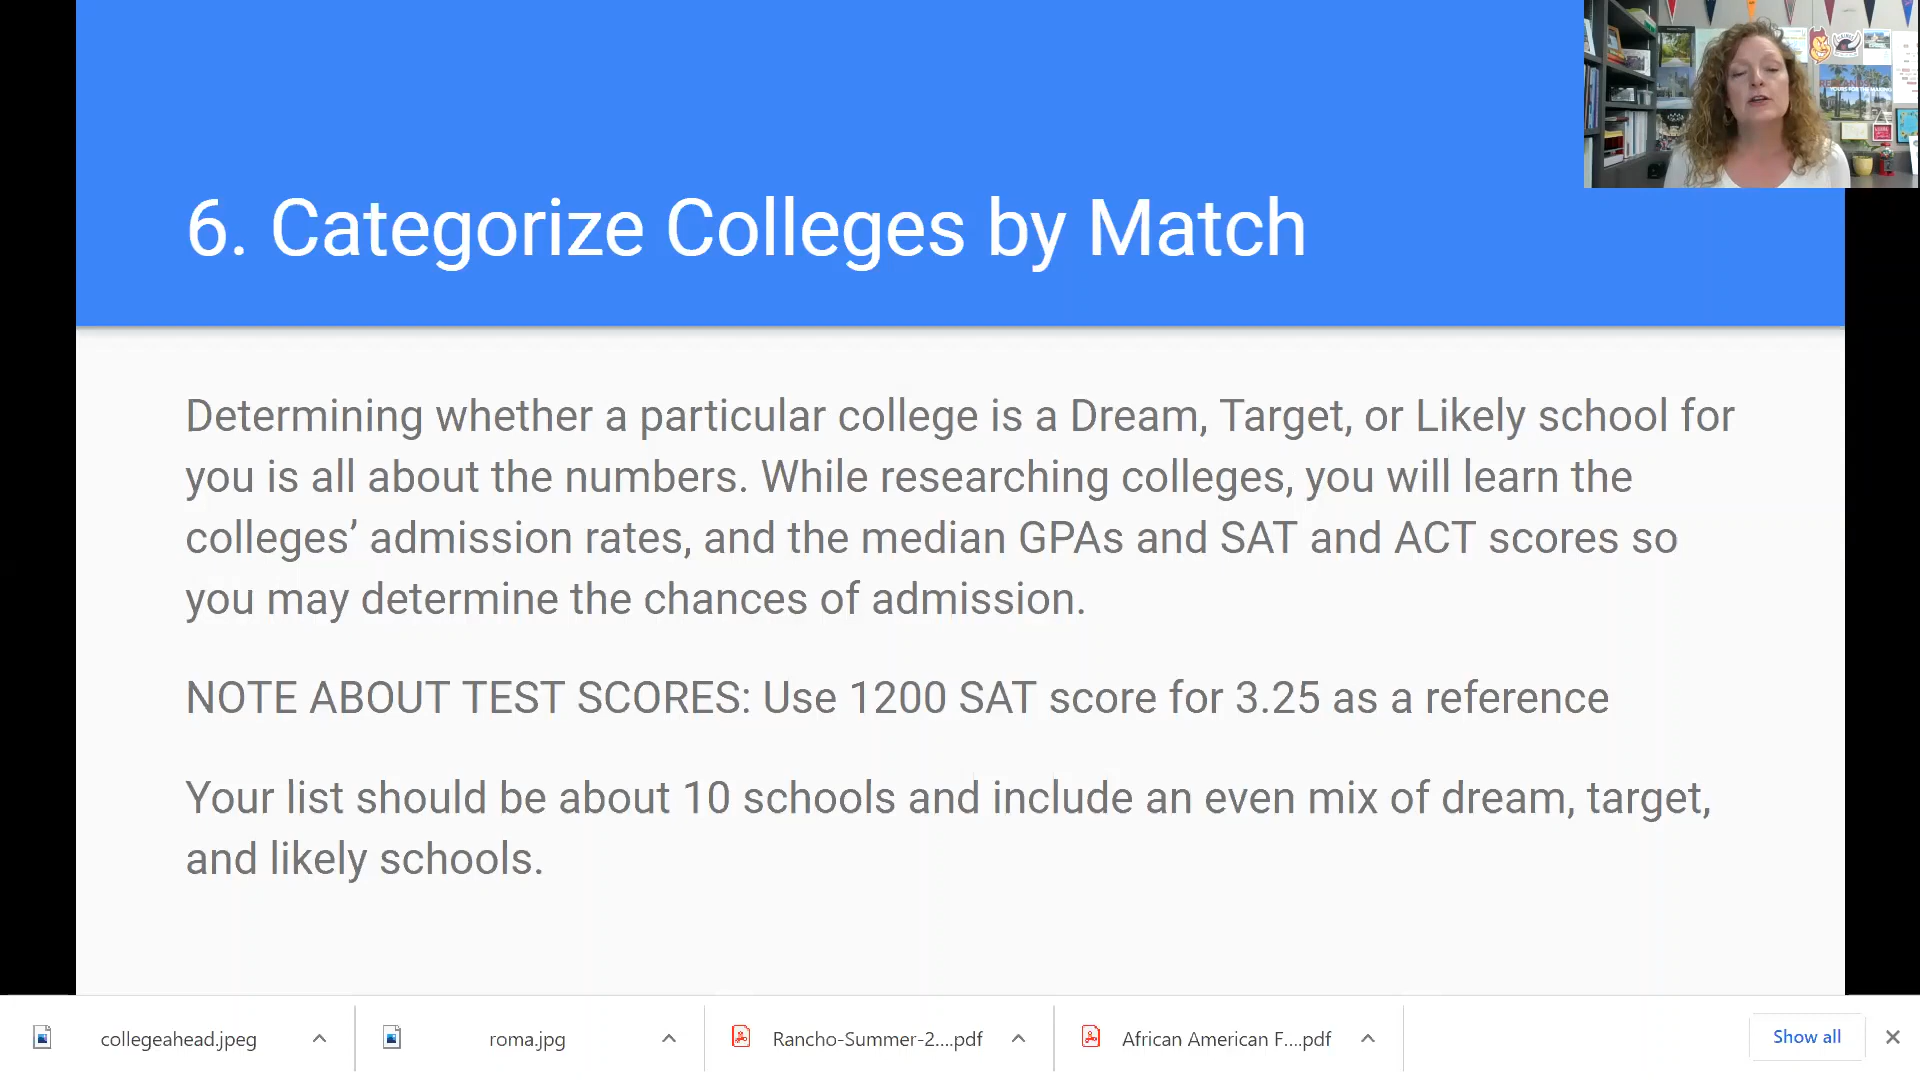 6. Categorize Colleges by Match
Determining whether a particular college is a Dream, Target, or Likely school for
you is all about the numbers. While researching colleges, you will learn the
colleges’ admission rates, and the median GPAs and SAT and ACT scores so
you may determine the chances of admission.
NOTE ABOUT TEST SCORES: Use 1200 SAT score for 3.25 as a reference
Your list should be about 10 schools and include an even mix of dream, target,
and likely schools.
collegeahead.jpeg
roma.jpg
Rancho-Summer-2....pdf
African American F....pdf
Show all